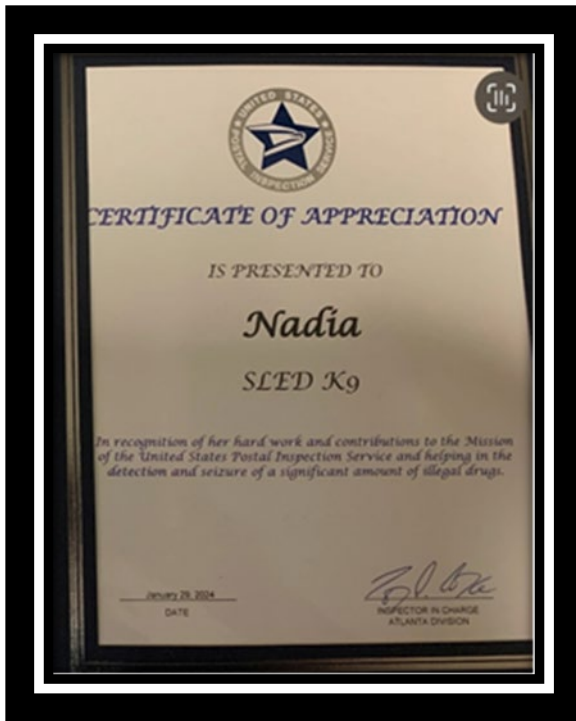 UNITED STATES
POSTAL INSPECTION SERVICE
CERTIFICATE OF APPRECIATION
IS PRESENTED TO
Nadia
SLED K9
In recognition of her hard work and contributions to the Mission
of the United States Postal Inspection Service and helping in the
detection and seizure of a significant amount of illegal drugs.
January 29, 2024
DATE
INSPECTOR IN CHARGE
ATLANTA DIVISION